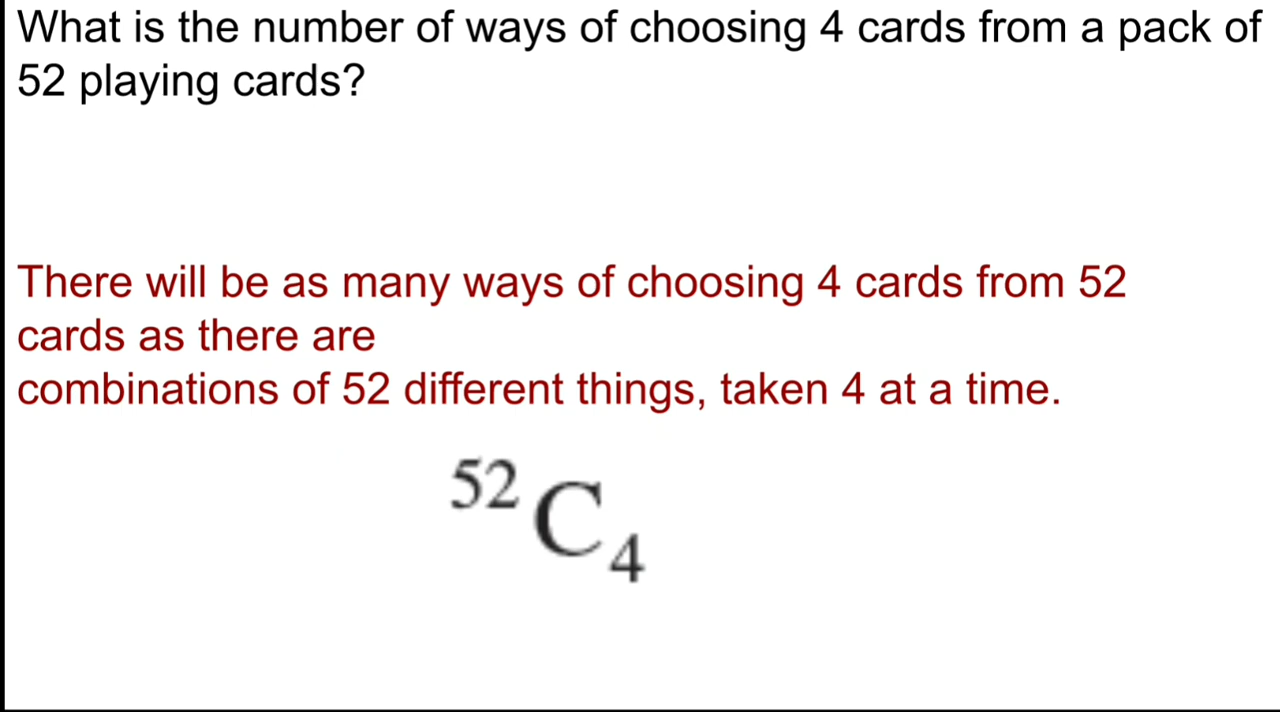 What is the number of ways of choosing 4 cards from a pack of
52 playing cards?
There will be as many ways of choosing 4 cards from 52
cards as there are
combinations of 52 different things, taken 4 at a time.
⁵²C₄